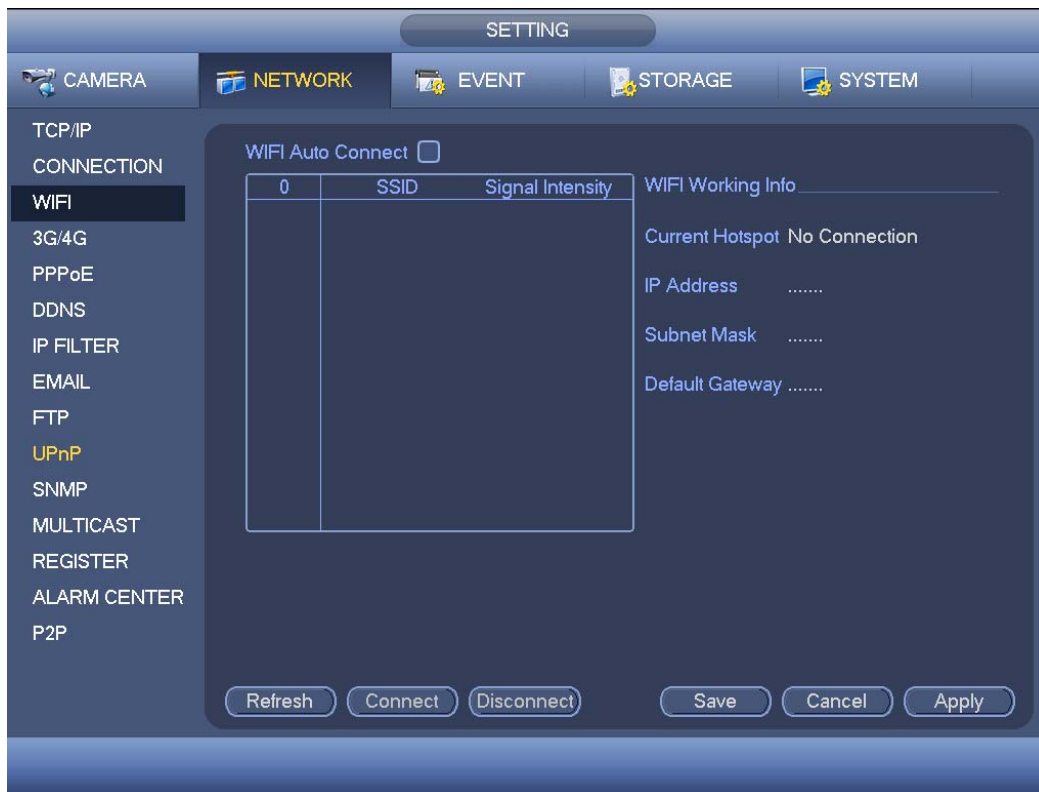 SETTING
CAMERA NETWORK EVENT STORAGE SYSTEM
TCP/IP
CONNECTION
WIFI
3G/4G
PPPoE
DDNS
IP FILTER
EMAIL
FTP
UPnP
SNMP
MULTICAST
REGISTER
ALARM CENTER
P2P
WIFI Auto Connect
0 SSID Signal Intensity
WIFI Working Info
Current Hotspot No Connection
IP Address .......
Subnet Mask .......
Default Gateway .......
Refresh Connect Disconnect Save Cancel Apply